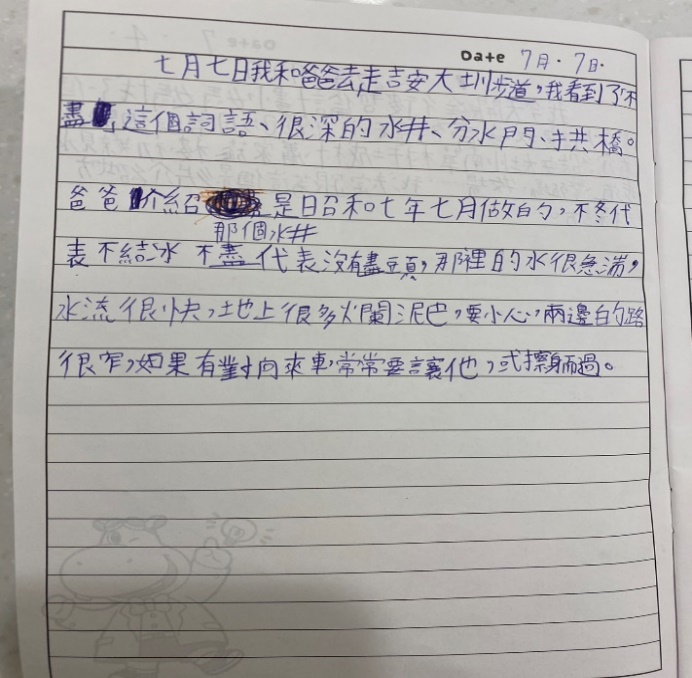 Date 7月.7日.
七月七日我和爸爸去走吉安大圳步道,我看到了不
盡,這個詞語、很深的水井、分水門、拱橋。
爸爸介紹 是日昭和七年七月做的,不冬代
那個水井
表不結冰 不盡代表沒有盡頭,那裡的水很急湍,
水流很快,地上很多火闌泥巴,要小心,兩邊的路
很窄,如果有對向來車,常常要讓他,或擦身而過。